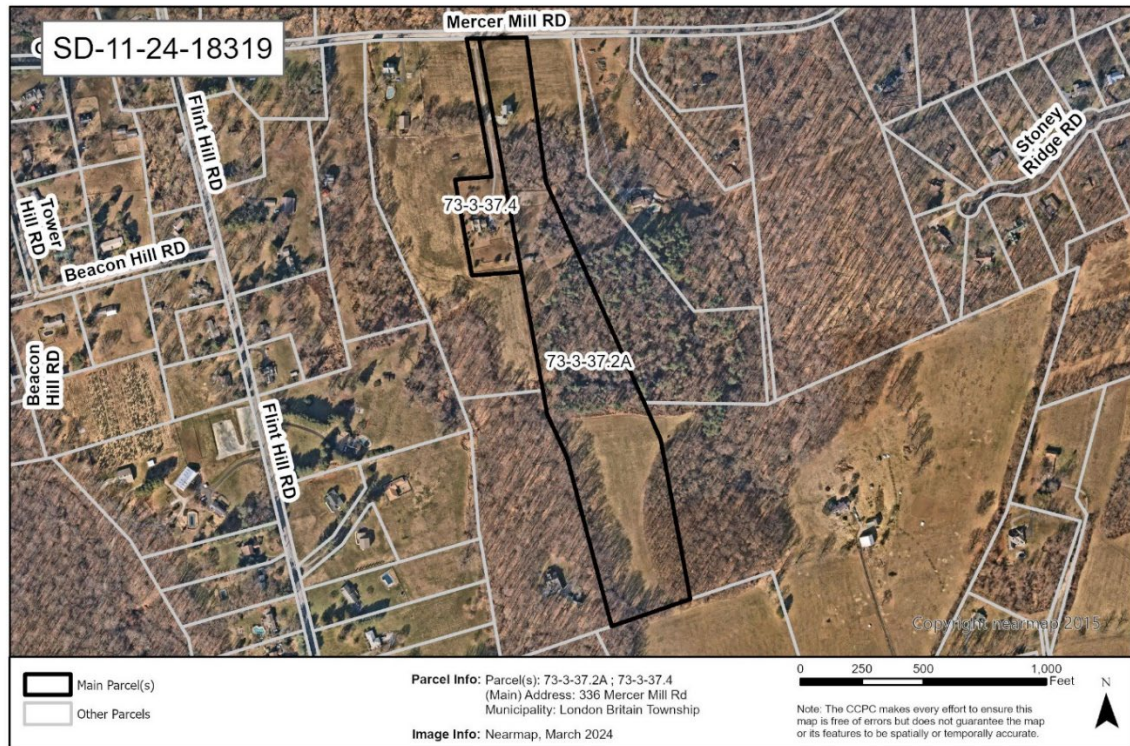 Mercer Mill RD
SD-11-24-18319
Flint Hill RD
Stoney
Ridge RD
Tower
Hill RD
73-3-37.4
Beacon Hill RD
73-3-37.2A
Beacon
Hill RD
Flint Hill RD
Copyright nearmap 2015
Main Parcel(s)
Other Parcels
Parcel Info: Parcel(s): 73-3-37.2A ; 73-3-37.4
(Main) Address: 336 Mercer Mill Rd
Municipality: London Britain Township
Image Info: Nearmap, March 2024
0 250 500 1,000
Feet
N
Note: The CCPC makes every effort to ensure this
map is free of errors but does not guarantee the map
or its features to be spatially or temporally accurate.